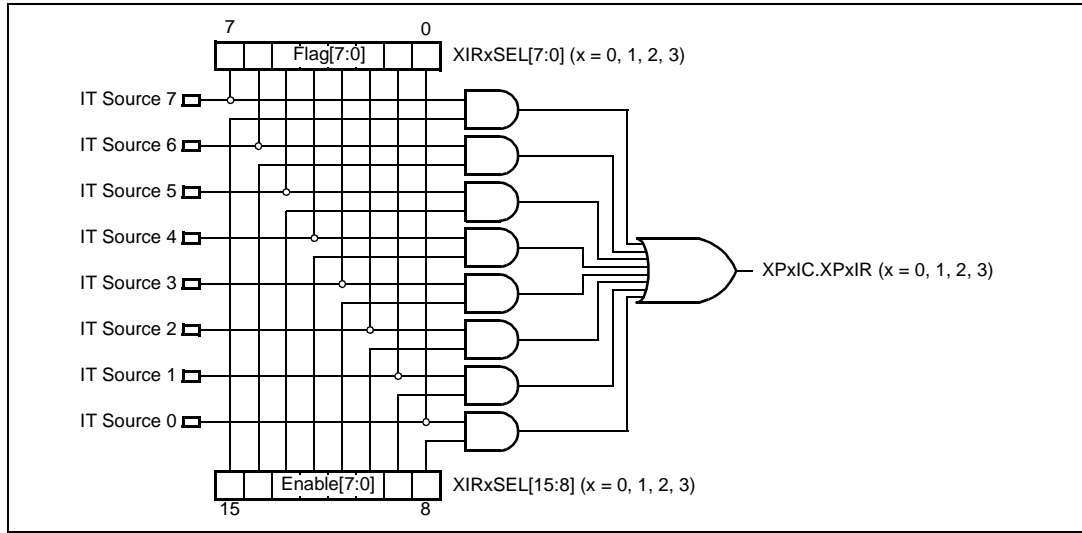 7 0
Flag[7:0] XIRxSEL[7:0] (x = 0, 1, 2, 3)
IT Source 7
IT Source 6
IT Source 5
IT Source 4
IT Source 3
XPxIC.XPxIR (x = 0, 1, 2, 3)
IT Source 2
IT Source 1
IT Source 0
Enable[7:0] XIRxSEL[15:8] (x = 0, 1, 2, 3)
15 8